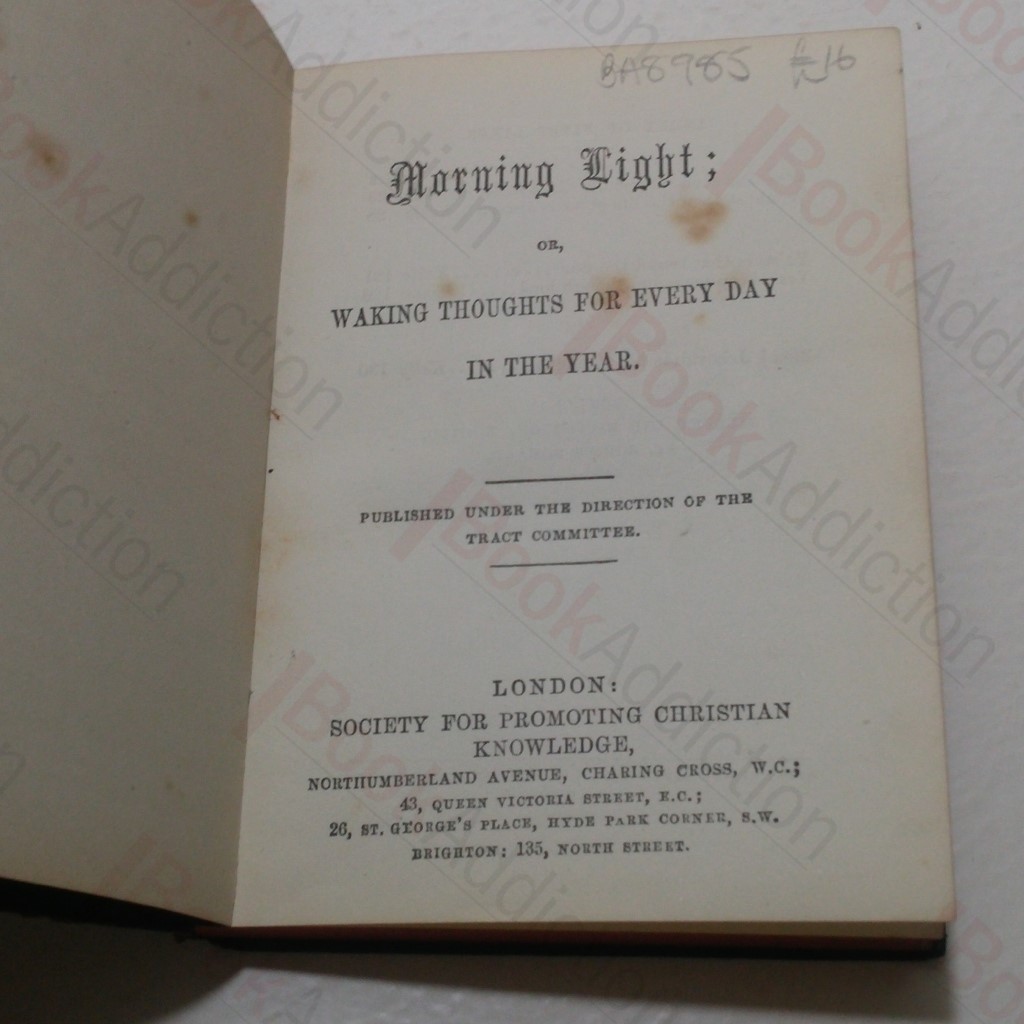 BA8985 £16
Morning Light;
OR,
WAKING THOUGHTS FOR EVERY DAY
IN THE YEAR.
PUBLISHED UNDER THE DIRECTION OF THE
TRACT COMMITTEE.
LONDON:
SOCIETY FOR PROMOTING CHRISTIAN
KNOWLEDGE,
NORTHUMBERLAND AVENUE, CHARING CROSS, W.C.;
43, QUEEN VICTORIA STREET, E.C.;
26, ST. GEORGE'S PLACE, HYDE PARK CORNER, S.W.
BRIGHTON: 135, NORTH STREET.
BookAddiction